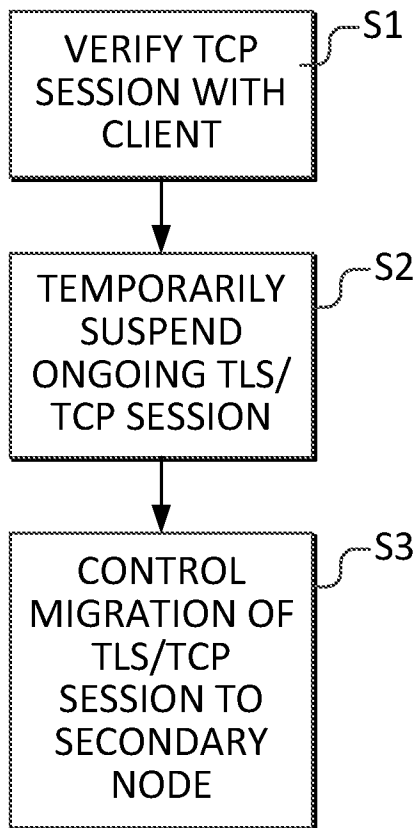 VERIFY TCP
SESSION WITH
CLIENT
S1
TEMPORARILY
SUSPEND
ONGOING TLS/
TCP SESSION
S2
CONTROL
MIGRATION OF
TLS/TCP
SESSION TO
SECONDARY
NODE
S3